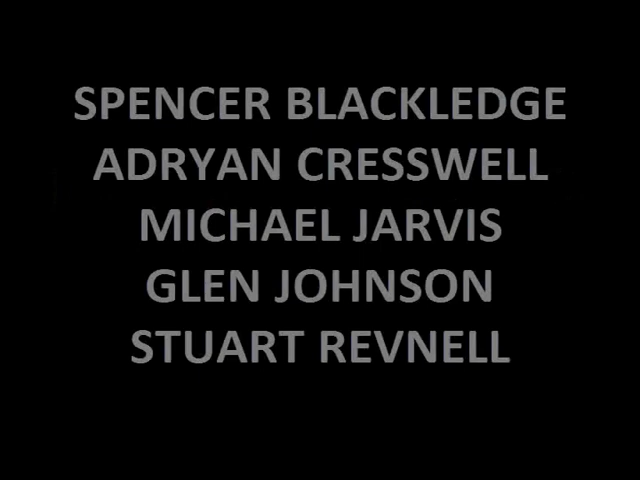 SPENCER BLACKLEDGE
ADRYAN CRESSWELL
MICHAEL JARVIS
GLEN JOHNSON
STUART REVNELL